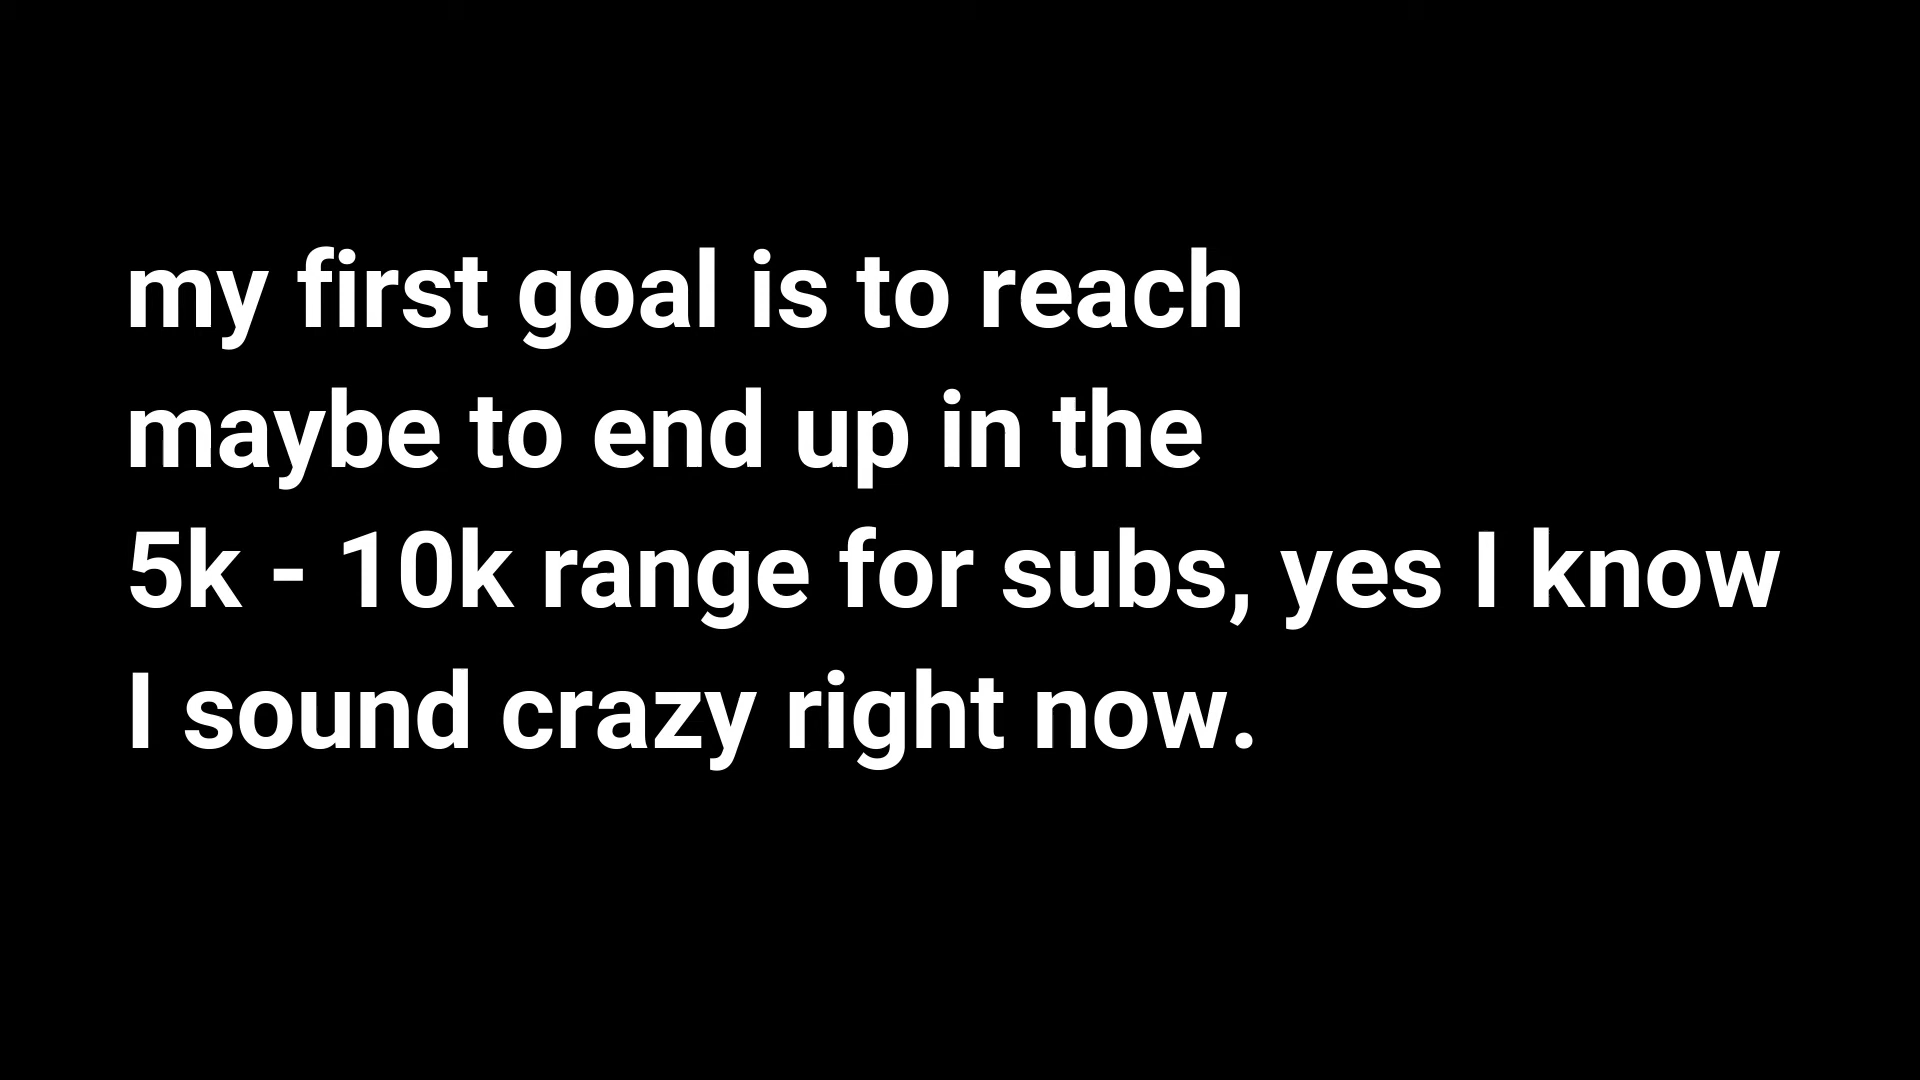 my first goal is to reach
maybe to end up in the
5k - 10k range for subs, yes I know
I sound crazy right now.